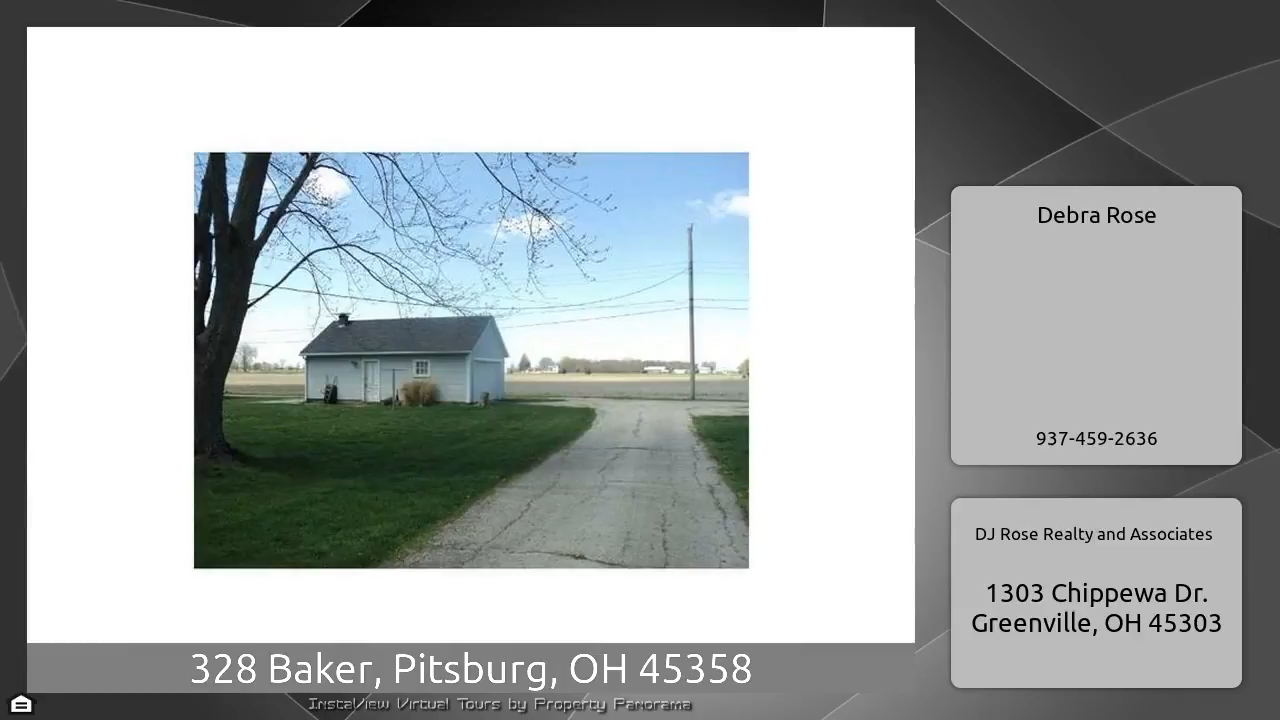 Debra Rose
937-459-2636
DJ Rose Realty and Associates
1303 Chippewa Dr.
Greenville, OH 45303
328 Baker, Pitsburg, OH 45358
InstaView Virtual Tours by Property Panorama